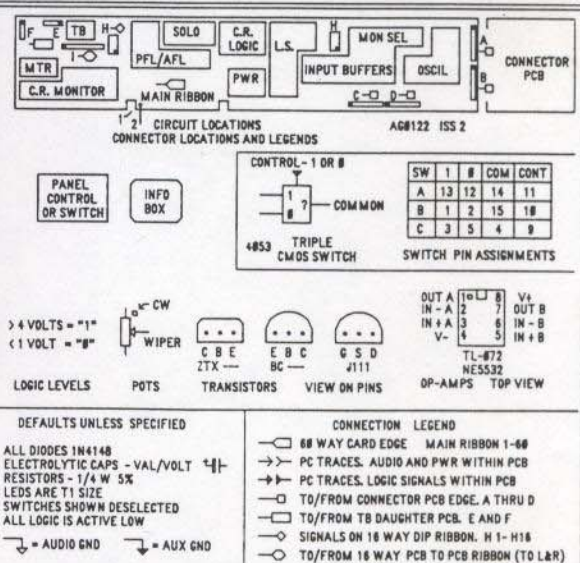 F E TB H SOLO C.R. LOGIC L.S. H MON SEL A CONNECTOR PCB
I PFL/AFL INPUT BUFFERS OSCIL
MTR
C.R. MONITOR MAIN RIBBON PWR B
C D
1 2 CIRCUIT LOCATIONS AG0122 ISS 2
CONNECTOR LOCATIONS AND LEGENDS
PANEL CONTROL OR SWITCH
INFO BOX
CONTROL - 1 OR 0
1
0
? COMMON
4053 TRIPLE CMOS SWITCH
SW 1 0 COM CONT
A 13 12 14 11
B 1 2 15 10
C 3 5 4 9
SWITCH PIN ASSIGNMENTS
> 4 VOLTS = "1"
< 1 VOLT = "0"
LOGIC LEVELS
CW
WIPER
POTS
C B E
ZTX ---
E B C
BC ---
G S D
J111
TRANSISTORS VIEW ON PINS
OUT A 1 8 V+
IN - A 2 7 OUT B
IN + A 3 6 IN - B
V- 4 5 IN + B
TL-072
NE5532
OP-AMPS TOP VIEW
DEFAULTS UNLESS SPECIFIED
ALL DIODES 1N4148
ELECTROLYTIC CAPS - VAL/VOLT
RESISTORS - 1/4 W 5%
LEDS ARE T1 SIZE
SWITCHES SHOWN DESELECTED
ALL LOGIC IS ACTIVE LOW
= AUDIO GND = AUX GND
CONNECTION LEGEND
60 WAY CARD EDGE MAIN RIBBON 1-60
PC TRACES. AUDIO AND PWR WITHIN PCB
PC TRACES. LOGIC SIGNALS WITHIN PCB
TO/FROM CONNECTOR PCB EDGE. A THRU D
TO/FROM TB DAUGHTER PCB. E AND F
SIGNALS ON 16 WAY DIP RIBBON. H 1- H16
TO/FROM 16 WAY PCB TO PCB RIBBON (TO L&R)